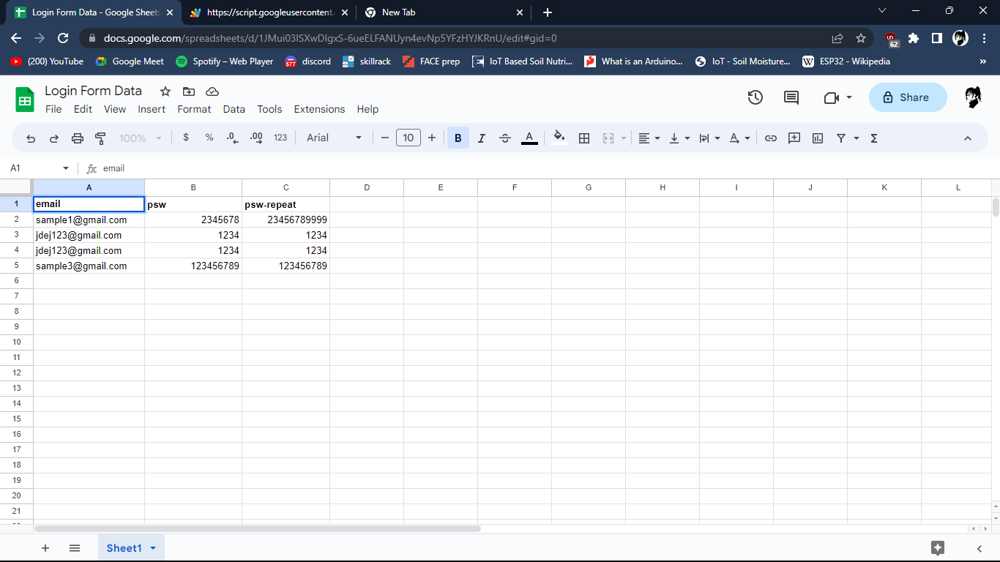 Login Form Data - Google Sheets
https://script.googleusercontent.
New Tab
docs.google.com/spreadsheets/d/1JMui03ISXwDIgxS-6ueELFANUyn4evNp5YFzHYJKRnU/edit#gid=0
62
(200) YouTube Google Meet Spotify – Web Player 577 discord skillrack FACE prep IoT Based Soil Nutri... What is an Arduino... IoT - Soil Moisture... W ESP32 - Wikipedia »
Login Form Data
Share
File Edit View Insert Format Data Tools Extensions Help
100% $ % .0 .00 123 Arial 10 B I S A Σ
A1 fx email
A B C D E F G H I J K L
1 email psw psw-repeat
2 sample1@gmail.com 2345678 23456789999
3 jdej123@gmail.com 1234 1234
4 jdej123@gmail.com 1234 1234
5 sample3@gmail.com 123456789 123456789
6
7
8
9
10
11
12
13
14
15
16
17
18
19
20
21
Sheet1